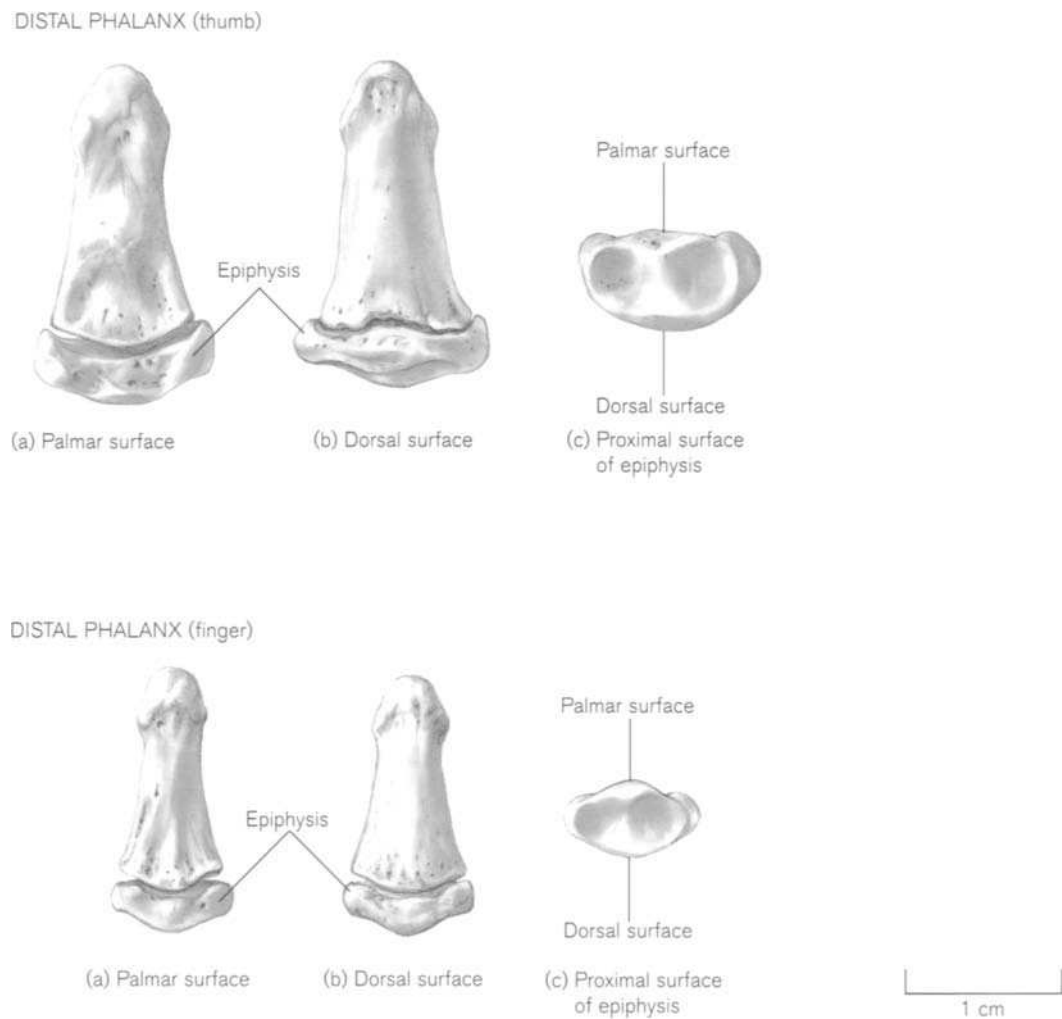 DISTAL PHALANX (thumb)
Palmar surface
Epiphysis
Dorsal surface
(a) Palmar surface
(b) Dorsal surface
(c) Proximal surface
of epiphysis
DISTAL PHALANX (finger)
Palmar surface
Epiphysis
Dorsal surface
(a) Palmar surface
(b) Dorsal surface
(c) Proximal surface
of epiphysis
1 cm